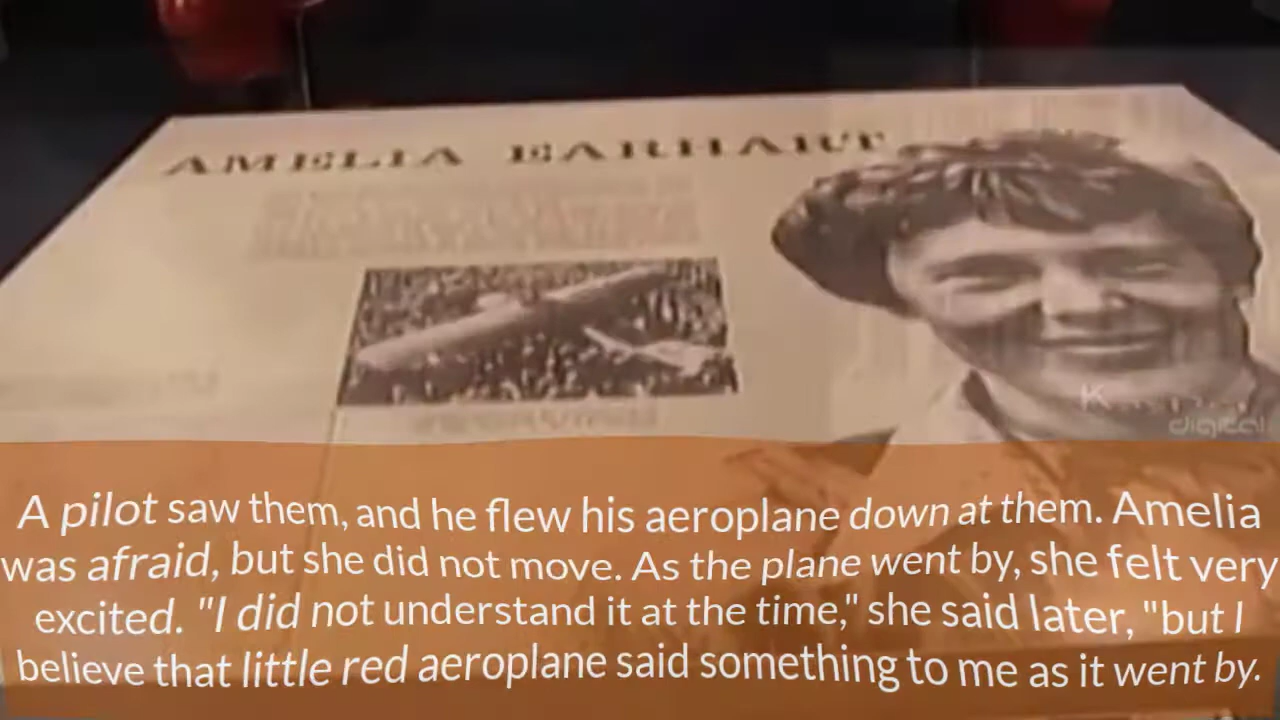 AMELIA EARHART
digital
A pilot saw them, and he flew his aeroplane down at them. Amelia
was afraid, but she did not move. As the plane went by, she felt very
excited. "I did not understand it at the time," she said later, "but I
believe that little red aeroplane said something to me as it went by.